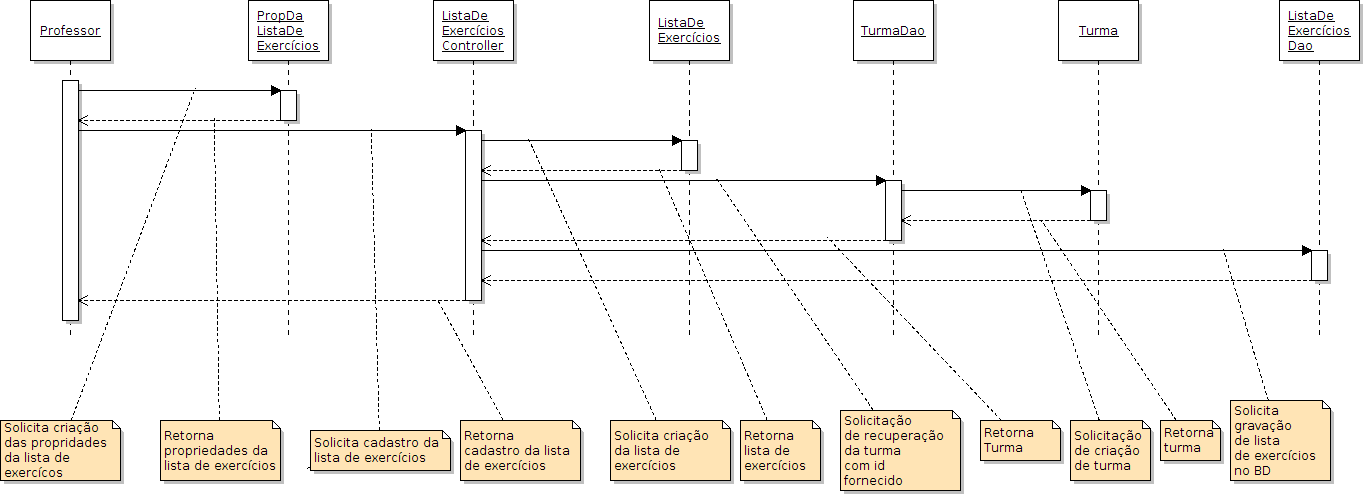 Professor
PropDa
ListaDe
Exercícios
ListaDe
Exercícios
Controller
ListaDe
Exercícios
TurmaDao
Turma
ListaDe
Exercícios
Dao
Solicita criação
das propridades
da lista de
exercícos
Retorna
propriedades da
lista de exercícios
Solicita cadastro da
lista de exercícios
Retorna
cadastro da lista
de exercícios
Solicita criação
da lista de
exercícios
Retorna
lista de
exercícios
Solicitação
de recuperação
da turma
com id
fornecido
Retorna
Turma
Solicitação
de criação
de turma
Retorna
turma
Solicita
gravação
de lista
de exercícios
no BD